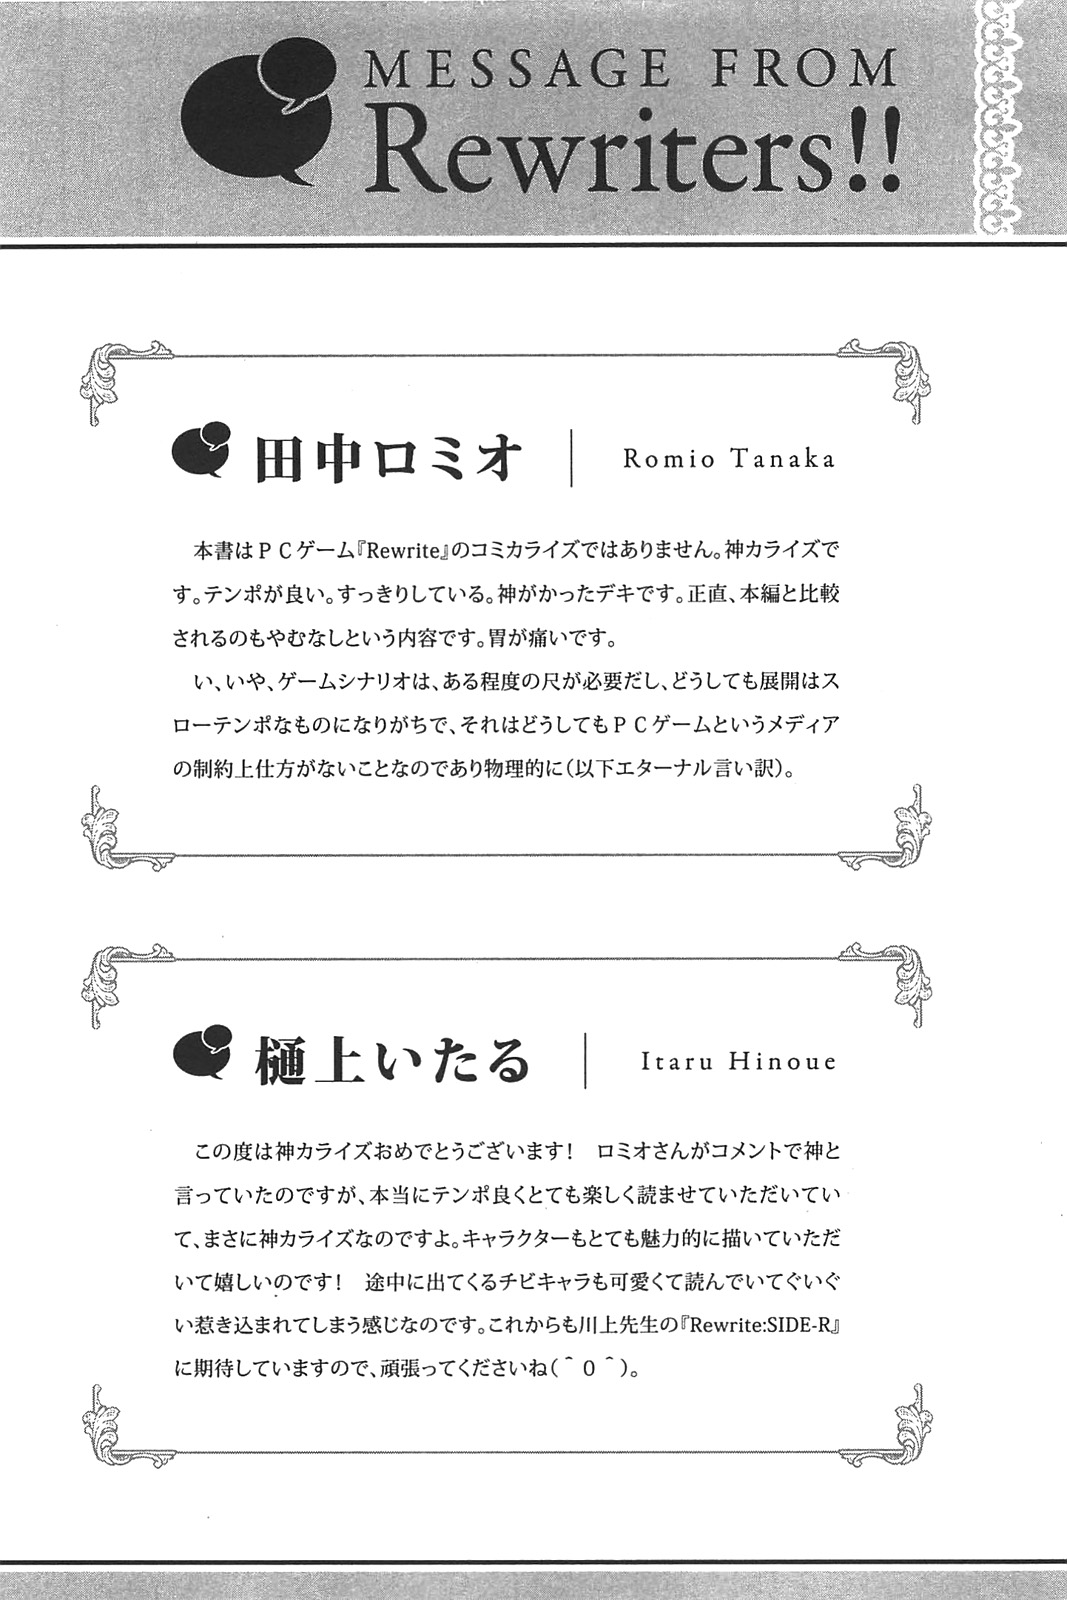 MESSAGE FROM
Rewriters!!
田中ロミオ
Romio Tanaka
本書はPCゲーム『Rewrite』のコミカライズではありません。神カライズで
す。テンポが良い。すっきりしている。神がかったデキです。正直、本編と比較
されるのもやむなしという内容です。胃が痛いです。
い、いや、ゲームシナリオは、ある程度の尺が必要だし、どうしても展開はス
ローテンポなものになりがちで、それはどうしてもPCゲームというメディア
の制約上仕方がないことなのであり物理的に(以下エターナル言い訳)。
樋上いたる
Itaru Hinoue
この度は神カライズおめでとうございます! ロミオさんがコメントで神と
言っていたのですが、本当にテンポ良くとても楽しく読ませていただいてい
て、まさに神カライズなのですよ。キャラクターもとても魅力的に描いていただ
いて嬉しいのです! 途中に出てくるチビキャラも可愛くて読んでいてぐいぐ
い惹き込まれてしまう感じなのです。これからも川上先生の『Rewrite:SIDE-R』
に期待していますので、頑張ってくださいね(＾０＾)。